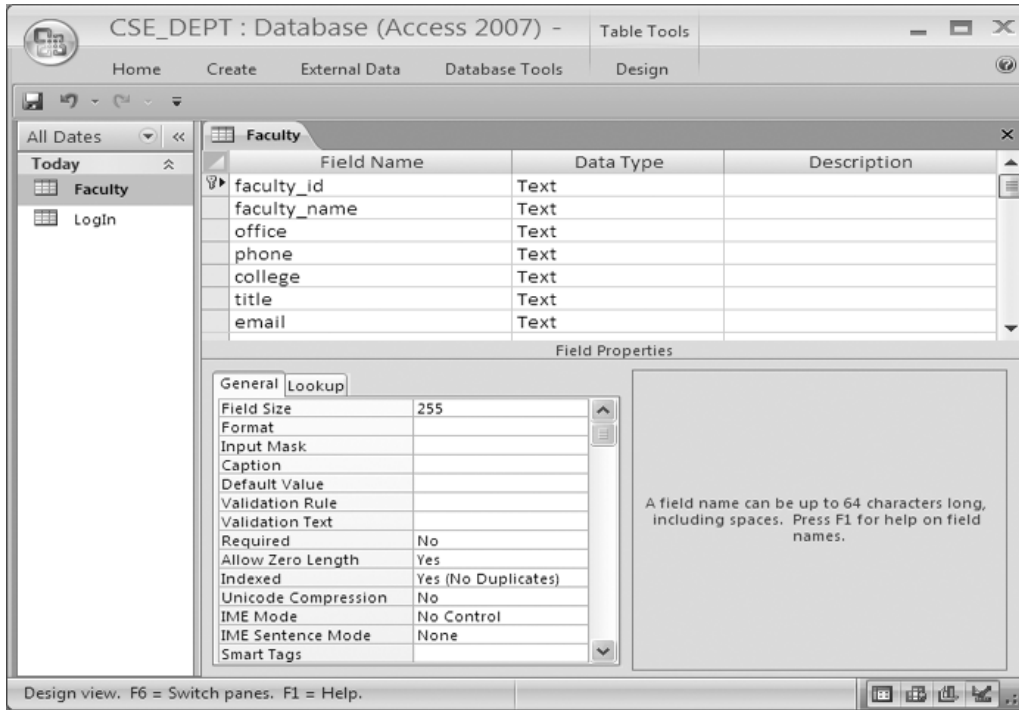 CSE_DEPT : Database (Access 2007) - Table Tools
Home Create External Data Database Tools Design
All Dates
Today
Faculty
LogIn
Faculty
Field Name Data Type Description
faculty_id Text
faculty_name Text
office Text
phone Text
college Text
title Text
email Text
Field Properties
General Lookup
Field Size 255
Format
Input Mask
Caption
Default Value
Validation Rule
Validation Text
Required No
Allow Zero Length Yes
Indexed Yes (No Duplicates)
Unicode Compression No
IME Mode No Control
IME Sentence Mode None
Smart Tags
A field name can be up to 64 characters long,
including spaces. Press F1 for help on field
names.
Design view. F6 = Switch panes. F1 = Help.